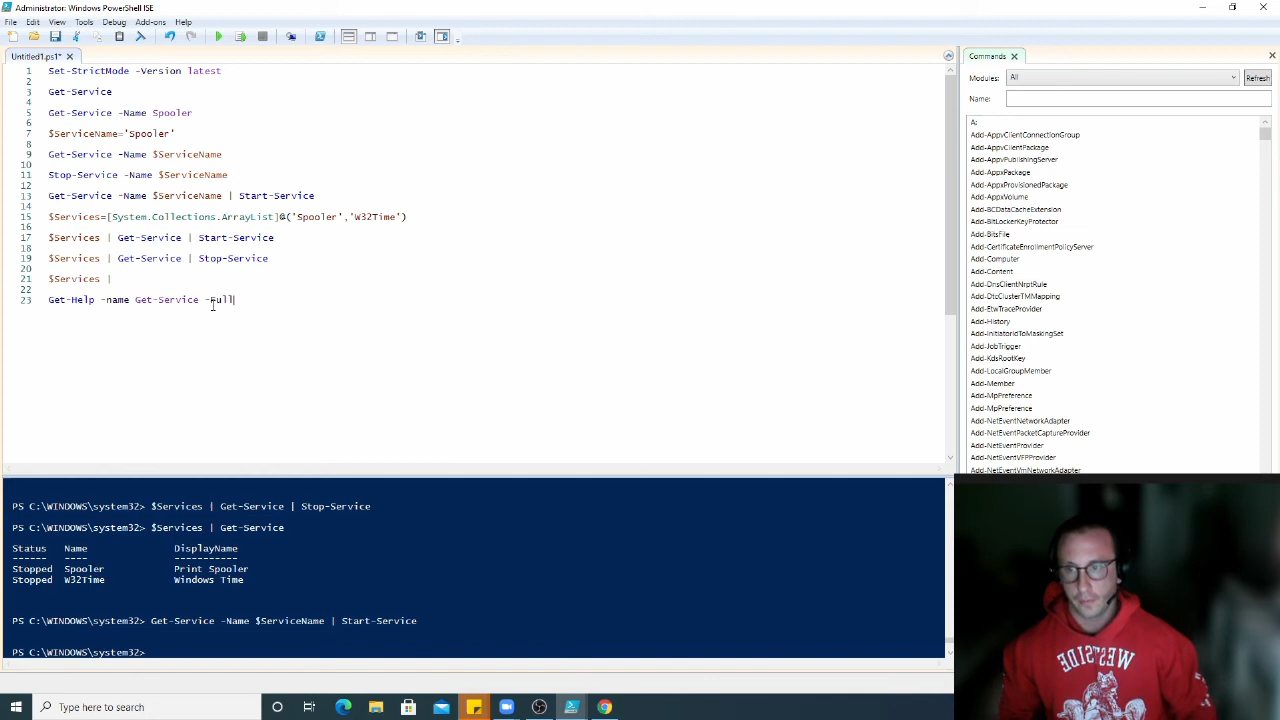 Administrator: Windows PowerShell ISE
File Edit View Tools Debug Add-ons Help
Untitled1.ps1* X
1 Set-StrictMode -Version latest
2
3 Get-Service
4
5 Get-Service -Name Spooler
6
7 $ServiceName='Spooler'
8
9 Get-Service -Name $ServiceName
10
11 Stop-Service -Name $ServiceName
12
13 Get-Service -Name $ServiceName | Start-Service
14
15 $Services=[System.Collections.ArrayList]@('Spooler','W32Time')
16
17 $Services | Get-Service | Start-Service
18
19 $Services | Get-Service | Stop-Service
20
21 $Services |
22
23 Get-Help -name Get-Service -Full
PS C:\WINDOWS\system32> $Services | Get-Service | Stop-Service
PS C:\WINDOWS\system32> $Services | Get-Service
Status Name DisplayName
------ ---- -----------
Stopped Spooler Print Spooler
Stopped W32Time Windows Time
PS C:\WINDOWS\system32> Get-Service -Name $ServiceName | Start-Service
PS C:\WINDOWS\system32>
Commands X
Modules: All Refresh
Name:
A:
Add-AppvClientConnectionGroup
Add-AppvClientPackage
Add-AppvPublishingServer
Add-AppxPackage
Add-AppxProvisionedPackage
Add-AppxVolume
Add-BCDataCacheExtension
Add-BitLockerKeyProtector
Add-BitsFile
Add-CertificateEnrollmentPolicyServer
Add-Computer
Add-Content
Add-DnsClientNrptRule
Add-DtcClusterTMMapping
Add-EtwTraceProvider
Add-History
Add-InitiatorIdToMaskingSet
Add-JobTrigger
Add-KdsRootKey
Add-LocalGroupMember
Add-Member
Add-MpPreference
Add-MpPreference
Add-NetEventNetworkAdapter
Add-NetEventPacketCaptureProvider
Add-NetEventProvider
Add-NetEventVFPProvider
Add-NetEventVmNetworkAdapter
WESTSIDE
Type here to search